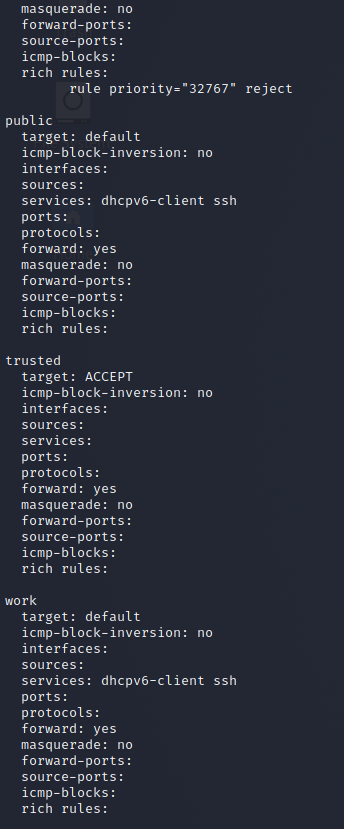 masquerade: no
forward-ports:
source-ports:
icmp-blocks:
rich rules:
rule priority="32767" reject
public
target: default
icmp-block-inversion: no
interfaces:
sources:
services: dhcpv6-client ssh
ports:
protocols:
forward: yes
masquerade: no
forward-ports:
source-ports:
icmp-blocks:
rich rules:
trusted
target: ACCEPT
icmp-block-inversion: no
interfaces:
sources:
services:
ports:
protocols:
forward: yes
masquerade: no
forward-ports:
source-ports:
icmp-blocks:
rich rules:
work
target: default
icmp-block-inversion: no
interfaces:
sources:
services: dhcpv6-client ssh
ports:
protocols:
forward: yes
masquerade: no
forward-ports:
source-ports:
icmp-blocks:
rich rules: